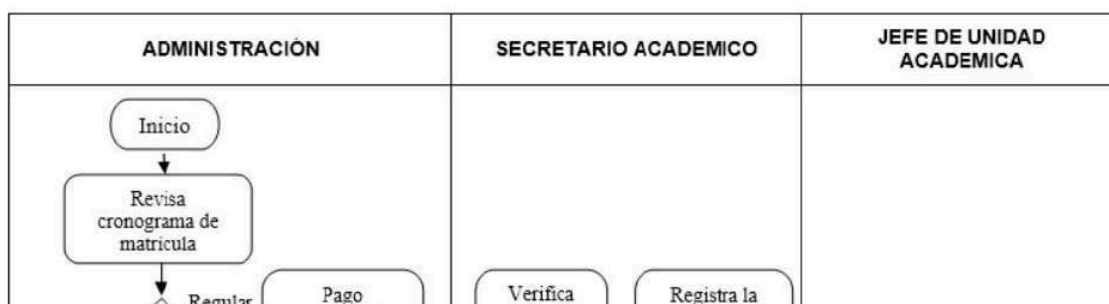 ADMINISTRACIÓN
SECRETARIO ACADEMICO
JEFE DE UNIDAD
ACADEMICA
Inicio
Revisa
cronograma de
matricula
Regular
Pago
Verifica
Registra la